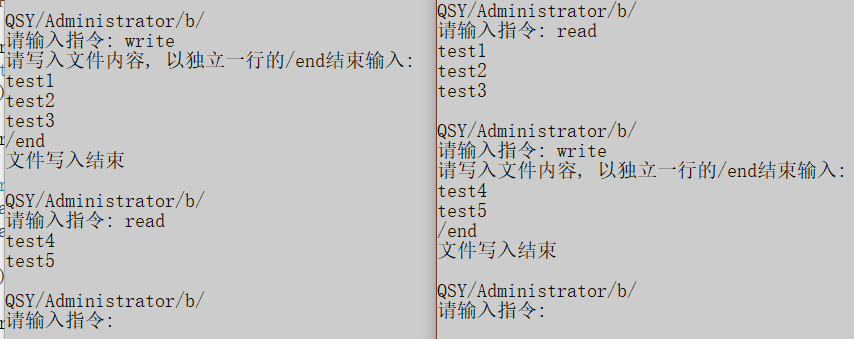 QSY/Administrator/b/
请输入指令: write
请写入文件内容, 以独立一行的/end结束输入:
test1
test2
test3
/end
文件写入结束
QSY/Administrator/b/
请输入指令: read
test4
test5
QSY/Administrator/b/
请输入指令:
QSY/Administrator/b/
请输入指令: read
test1
test2
test3
QSY/Administrator/b/
请输入指令: write
请写入文件内容, 以独立一行的/end结束输入:
test4
test5
/end
文件写入结束
QSY/Administrator/b/
请输入指令: